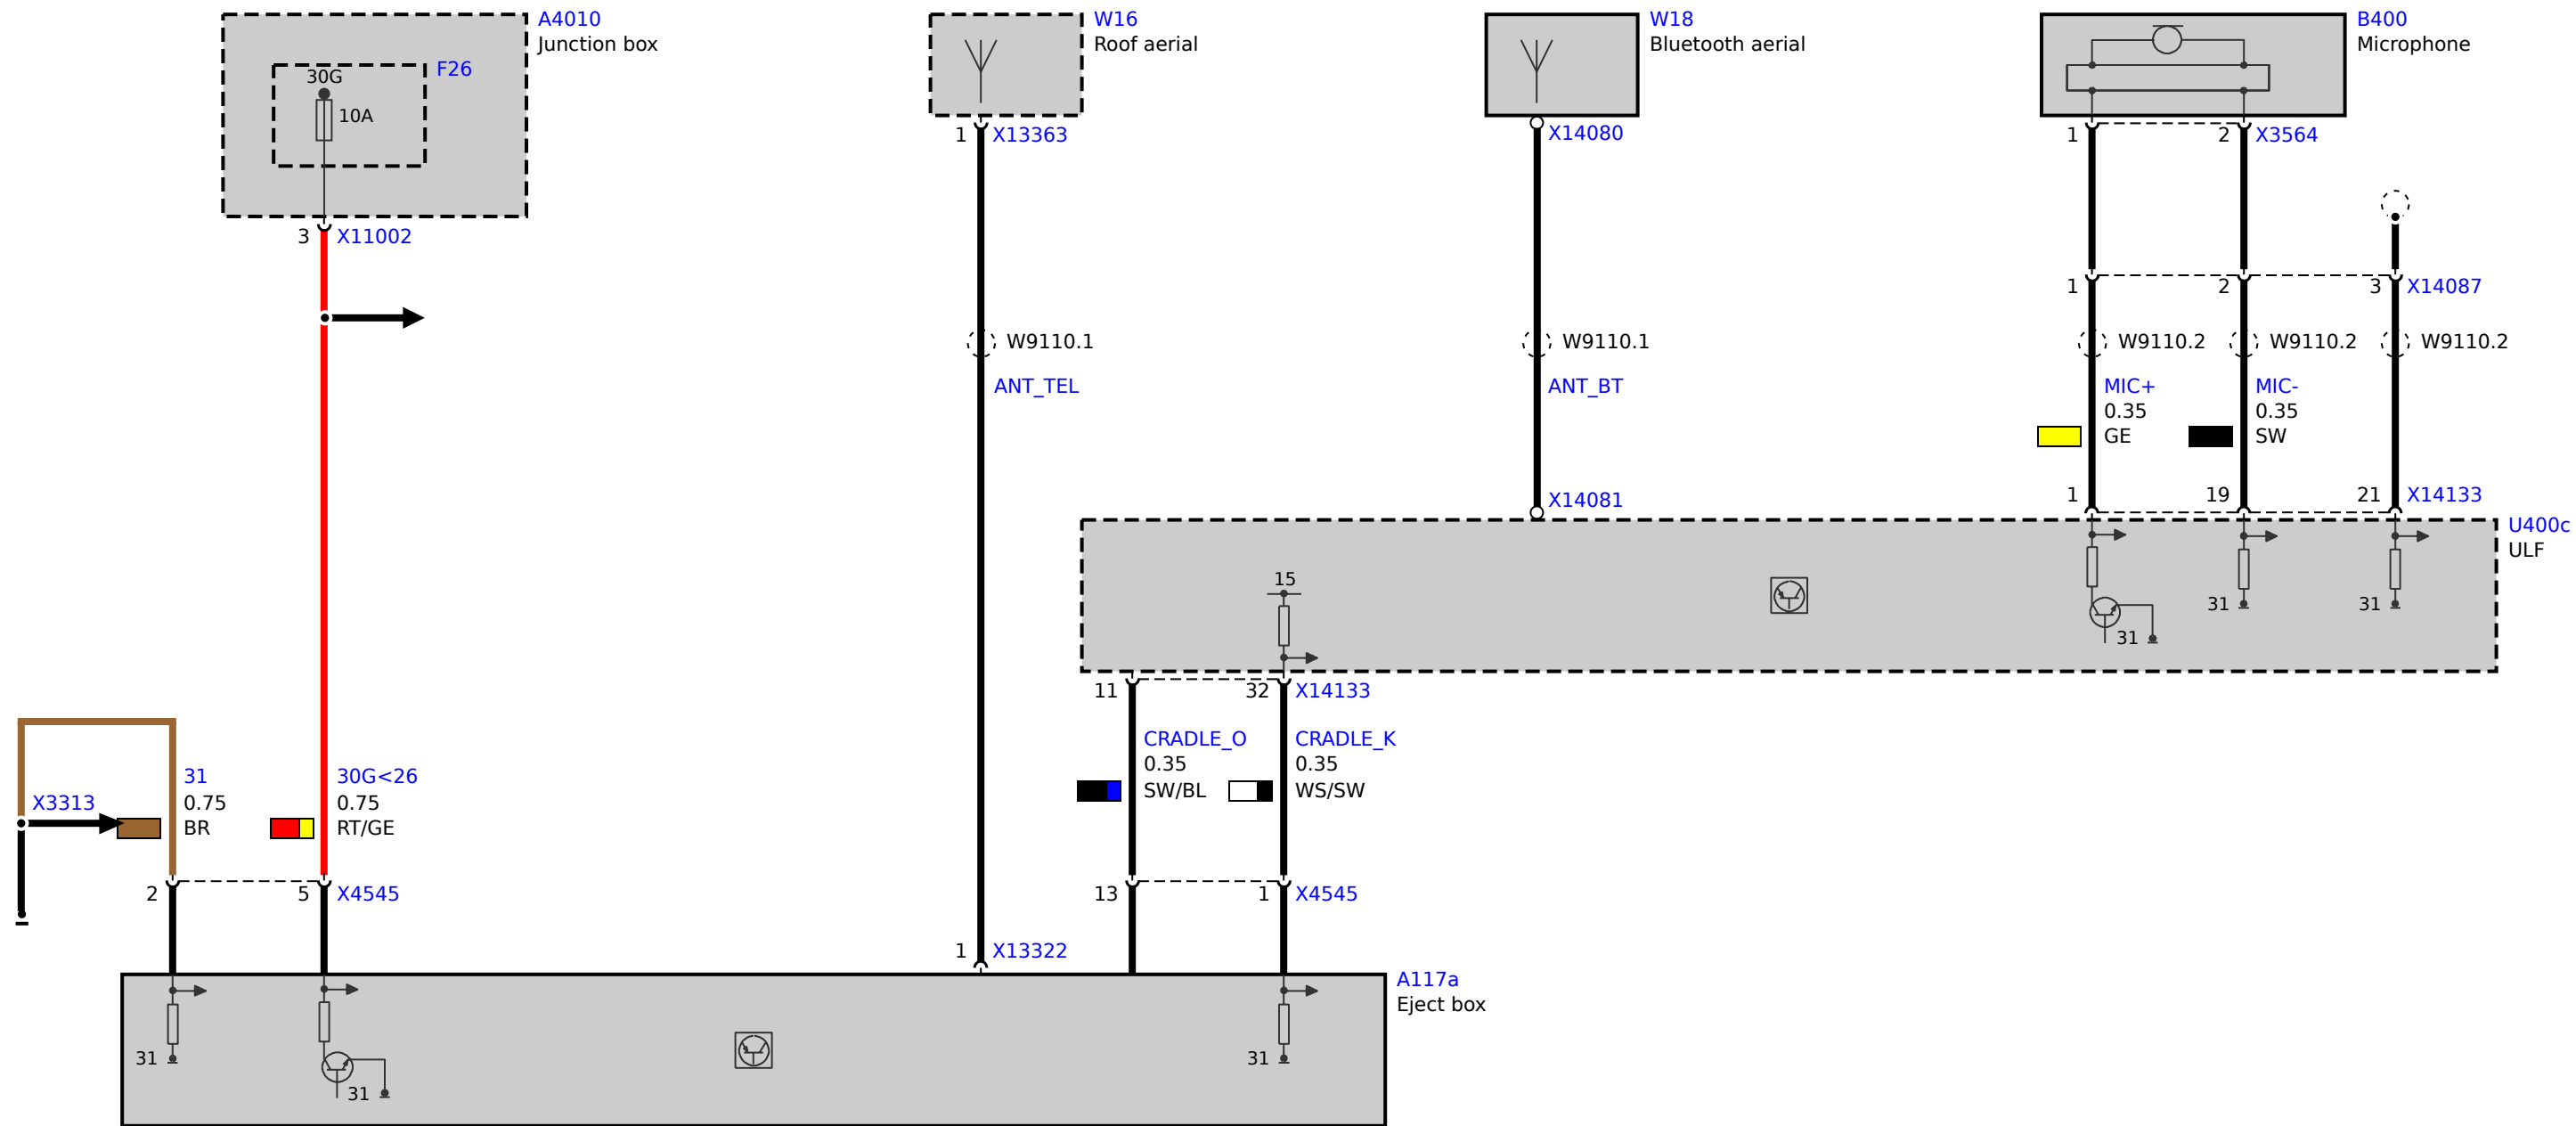 A4010
Junction box
F26
30G
10A
3 X11002
W16
Roof aerial
1 X13363
W18
Bluetooth aerial
X14080
B400
Microphone
1 2 X3564
1 2 3 X14087
W9110.1
ANT_TEL
W9110.1
ANT_BT
W9110.2 W9110.2 W9110.2
MIC+ MIC-
0.35 0.35
GE SW
X14081
1 19 21 X14133
U400c
ULF
15
31 31
31
11 32 X14133
CRADLE_O CRADLE_K
0.35 0.35
SW/BL WS/SW
31 30G<26
X3313 0.75 0.75
BR RT/GE
2 5 X4545
13 1 X4545
1 X13322
A117a
Eject box
31 31
31